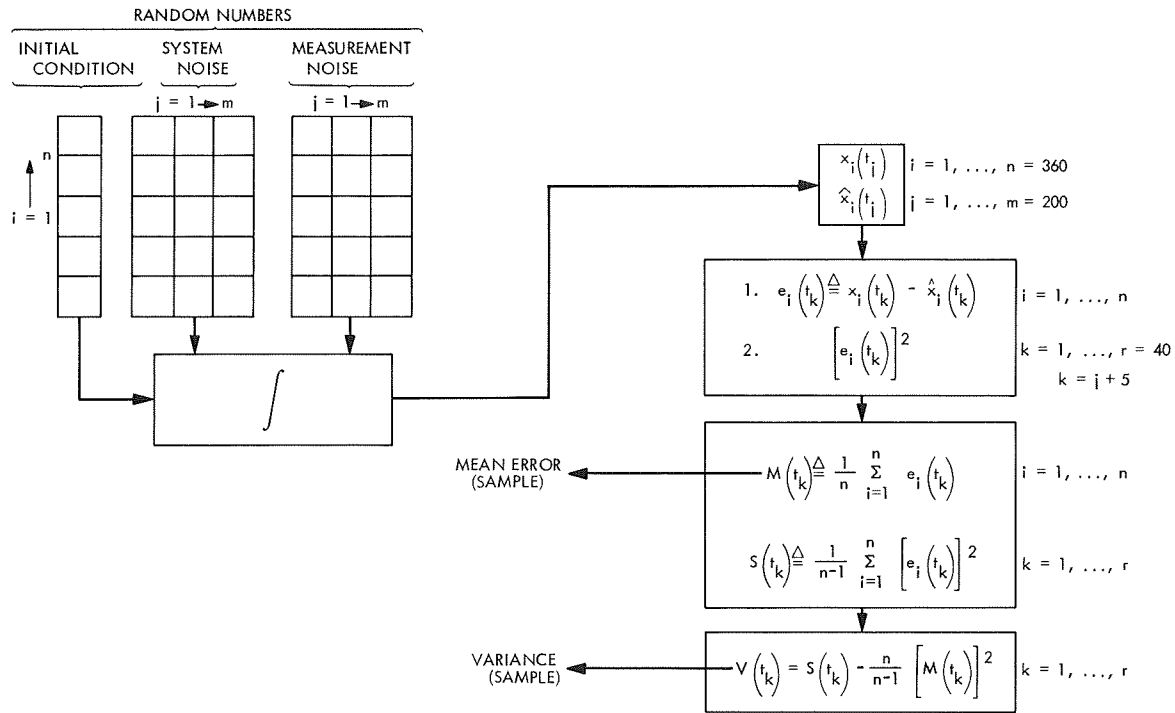 RANDOM NUMBERS
INITIAL CONDITION
SYSTEM NOISE
MEASUREMENT NOISE
j = 1 → m
j = 1 → m
n
i = 1
∫
x_i(t_j)
i = 1, ..., n = 360
x̂_i(t_j)
j = 1, ..., m = 200
1. e_i(t_k) ≜ x_i(t_k) - x̂_i(t_k)
i = 1, ..., n
2. [e_i(t_k)]^2
k = 1, ..., r = 40
k = j + 5
MEAN ERROR
(SAMPLE)
M(t_k) ≜ 1/n Σ_{i=1}^{n} e_i(t_k)
i = 1, ..., n
S(t_k) ≜ 1/(n-1) Σ_{i=1}^{n} [e_i(t_k)]^2
k = 1, ..., r
VARIANCE
(SAMPLE)
V(t_k) = S(t_k) - n/(n-1) [M(t_k)]^2
k = 1, ..., r